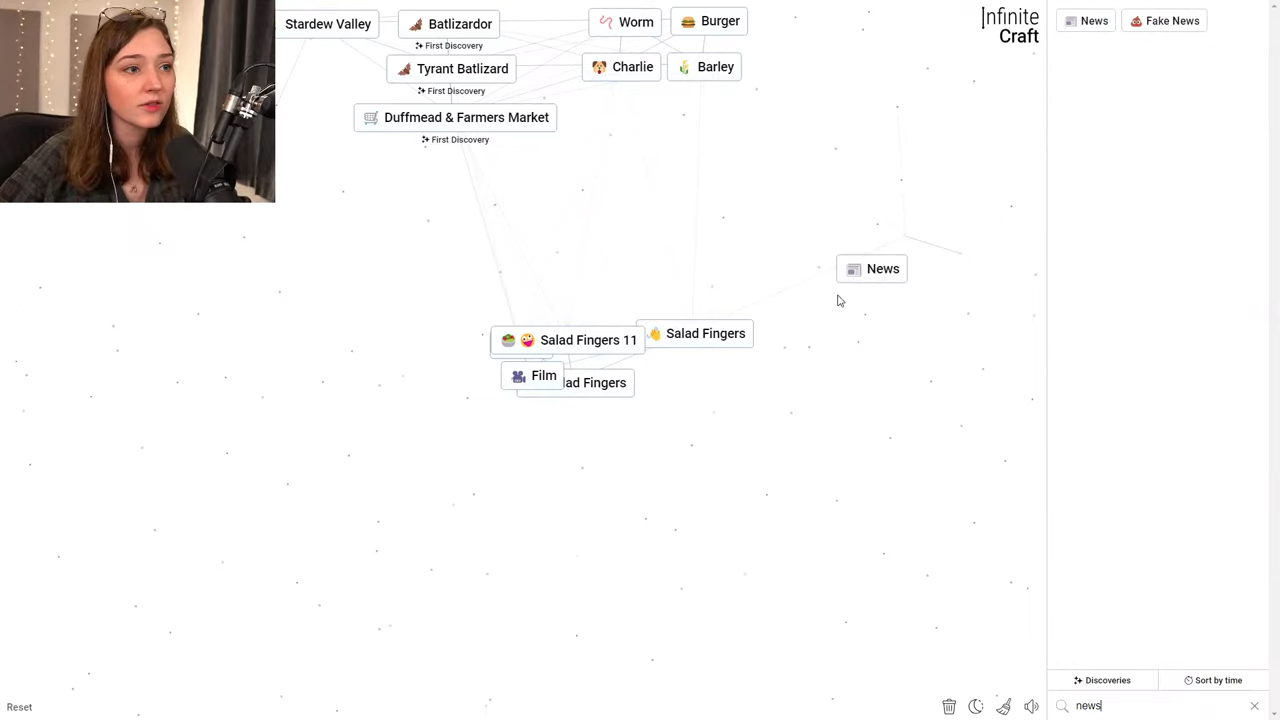 Stardew Valley
Batlizardor
First Discovery
Worm
Burger
Infinite
Craft
News
Fake News
Tyrant Batlizard
First Discovery
Charlie
Barley
Duffmead & Farmers Market
First Discovery
News
Salad Fingers 11
Salad Fingers
Film
lad Fingers
Discoveries
Sort by time
Reset
news